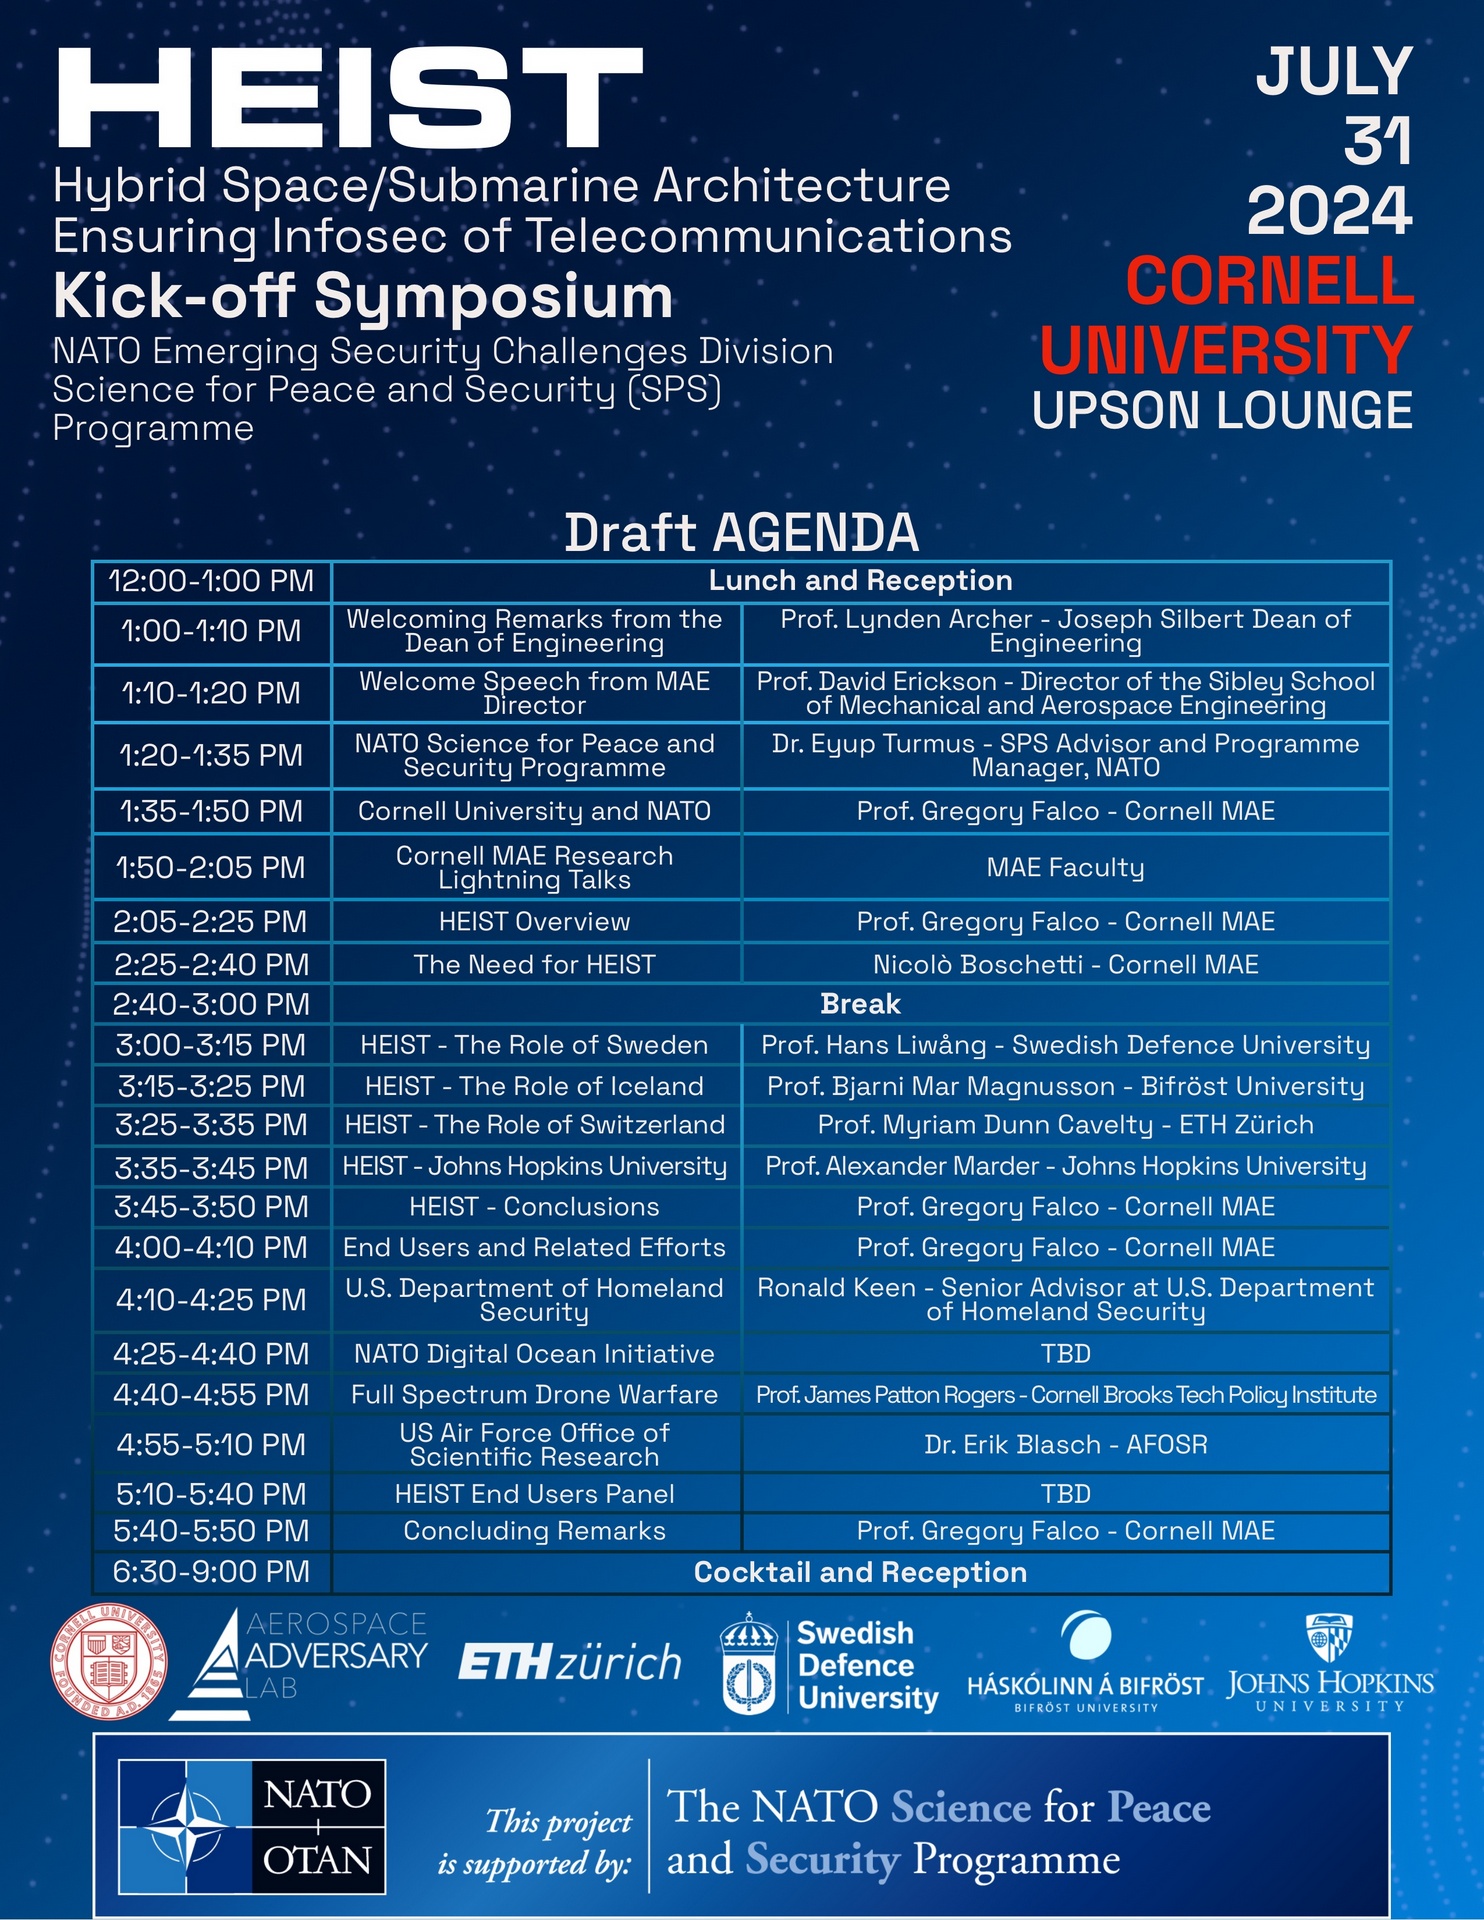 HEIST
Hybrid Space/Submarine Architecture
Ensuring Infosec of Telecommunications
Kick-off Symposium
NATO Emerging Security Challenges Division
Science for Peace and Security (SPS)
Programme
JULY
31
2024
CORNELL
UNIVERSITY
UPSON LOUNGE
Draft AGENDA
12:00-1:00 PM
Lunch and Reception
1:00-1:10 PM
Welcoming Remarks from the
Dean of Engineering
Prof. Lynden Archer - Joseph Silbert Dean of
Engineering
1:10-1:20 PM
Welcome Speech from MAE
Director
Prof. David Erickson - Director of the Sibley School
of Mechanical and Aerospace Engineering
1:20-1:35 PM
NATO Science for Peace and
Security Programme
Dr. Eyup Turmus - SPS Advisor and Programme
Manager, NATO
1:35-1:50 PM
Cornell University and NATO
Prof. Gregory Falco - Cornell MAE
1:50-2:05 PM
Cornell MAE Research
Lightning Talks
MAE Faculty
2:05-2:25 PM
HEIST Overview
Prof. Gregory Falco - Cornell MAE
2:25-2:40 PM
The Need for HEIST
Nicolò Boschetti - Cornell MAE
2:40-3:00 PM
Break
3:00-3:15 PM
HEIST - The Role of Sweden
Prof. Hans Liwång - Swedish Defence University
3:15-3:25 PM
HEIST - The Role of Iceland
Prof. Bjarni Mar Magnusson - Bifröst University
3:25-3:35 PM
HEIST - The Role of Switzerland
Prof. Myriam Dunn Cavelty - ETH Zürich
3:35-3:45 PM
HEIST - Johns Hopkins University
Prof. Alexander Marder - Johns Hopkins University
3:45-3:50 PM
HEIST - Conclusions
Prof. Gregory Falco - Cornell MAE
4:00-4:10 PM
End Users and Related Efforts
Prof. Gregory Falco - Cornell MAE
4:10-4:25 PM
U.S. Department of Homeland
Security
Ronald Keen - Senior Advisor at U.S. Department
of Homeland Security
4:25-4:40 PM
NATO Digital Ocean Initiative
TBD
4:40-4:55 PM
Full Spectrum Drone Warfare
Prof. James Patton Rogers - Cornell Brooks Tech Policy Institute
4:55-5:10 PM
US Air Force Office of
Scientific Research
Dr. Erik Blasch - AFOSR
5:10-5:40 PM
HEIST End Users Panel
TBD
5:40-5:50 PM
Concluding Remarks
Prof. Gregory Falco - Cornell MAE
6:30-9:00 PM
Cocktail and Reception
CORNELL UNIVERSITY
FOUNDED A.D. 1865
AEROSPACE
ADVERSARY
LAB
ETH zürich
Swedish
Defence
University
HÁSKÓLINN Á BIFRÖST
BIFRÖST UNIVERSITY
JOHNS HOPKINS
UNIVERSITY
NATO
OTAN
This project
is supported by:
The NATO Science for Peace
and Security Programme